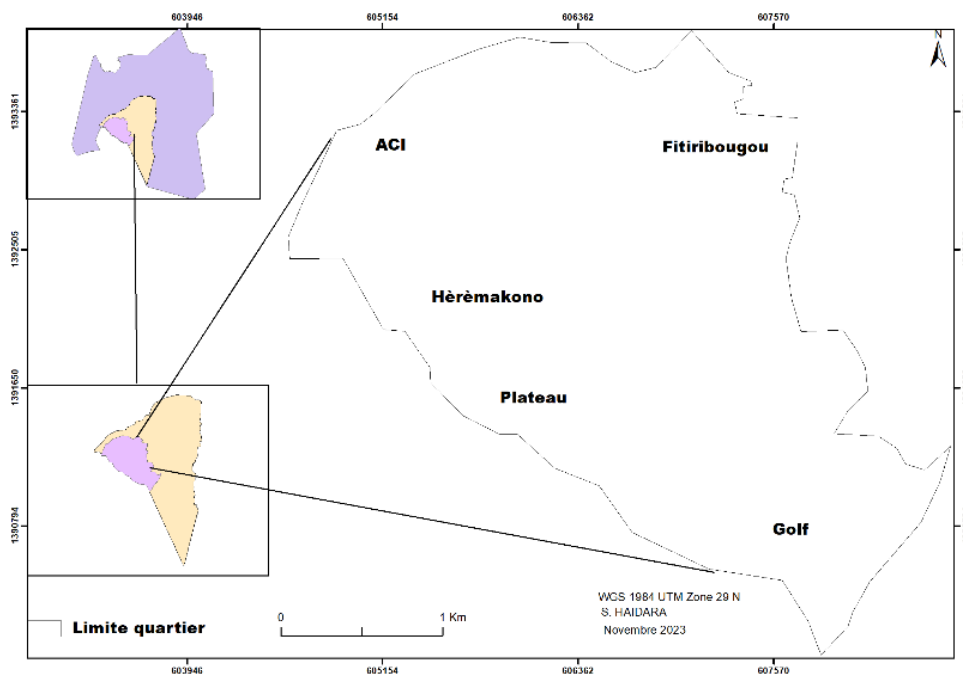 603946 605154 606362 607570
N
1393361
ACI Fitiribougou
1392505
Hèrèmakono
1391650
Plateau
1390794
Golf
WGS 1984 UTM Zone 29 N
S. HAIDARA
Novembre 2023
0 1 Km
Limite quartier
603946 605154 606362 607570